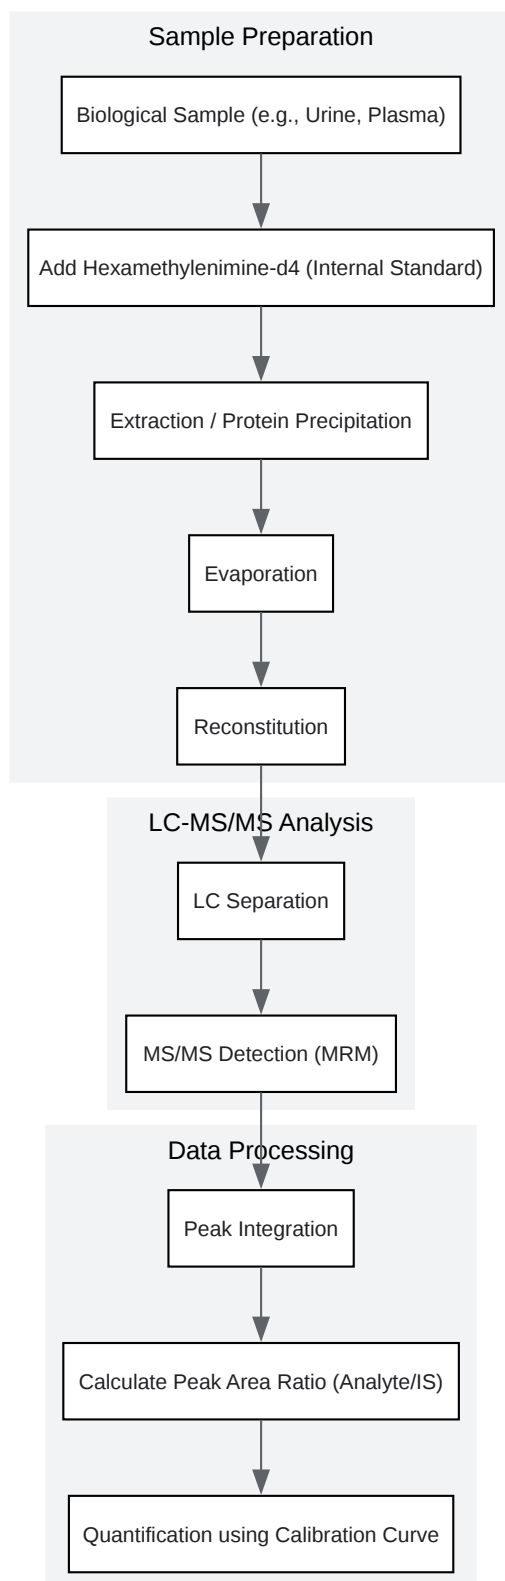 Sample Preparation
Biological Sample (e.g., Urine, Plasma)
Add Hexamethylenimine-d4 (Internal Standard)
Extraction / Protein Precipitation
Evaporation
Reconstitution
LC-MS/MS Analysis
LC Separation
MS/MS Detection (MRM)
Data Processing
Peak Integration
Calculate Peak Area Ratio (Analyte/IS)
Quantification using Calibration Curve